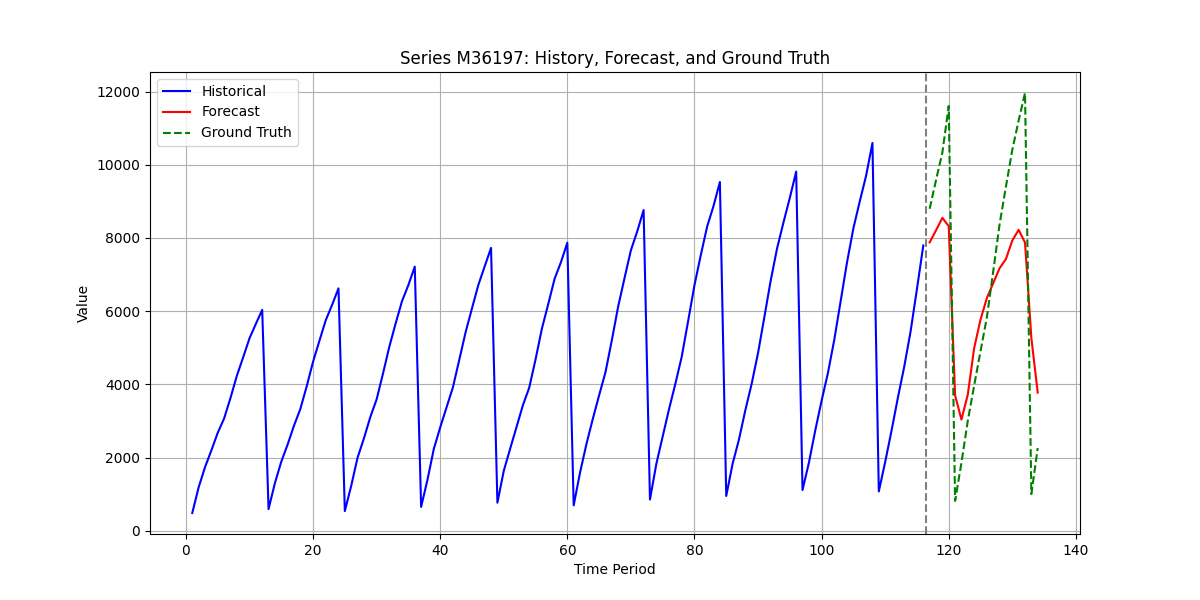 Series M36197: History, Forecast, and Ground Truth
Historical
Forecast
Ground Truth
12000
10000
8000
6000
4000
2000
0
Value
0 20 40 60 80 100 120 140
Time Period